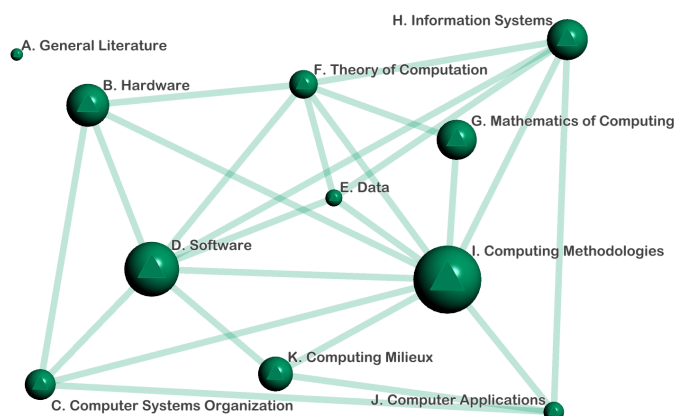 H. Information Systems
A. General Literature
F. Theory of Computation
B. Hardware
G. Mathematics of Computing
E. Data
D. Software
I. Computing Methodologies
K. Computing Milieux
J. Computer Applications
C. Computer Systems Organization